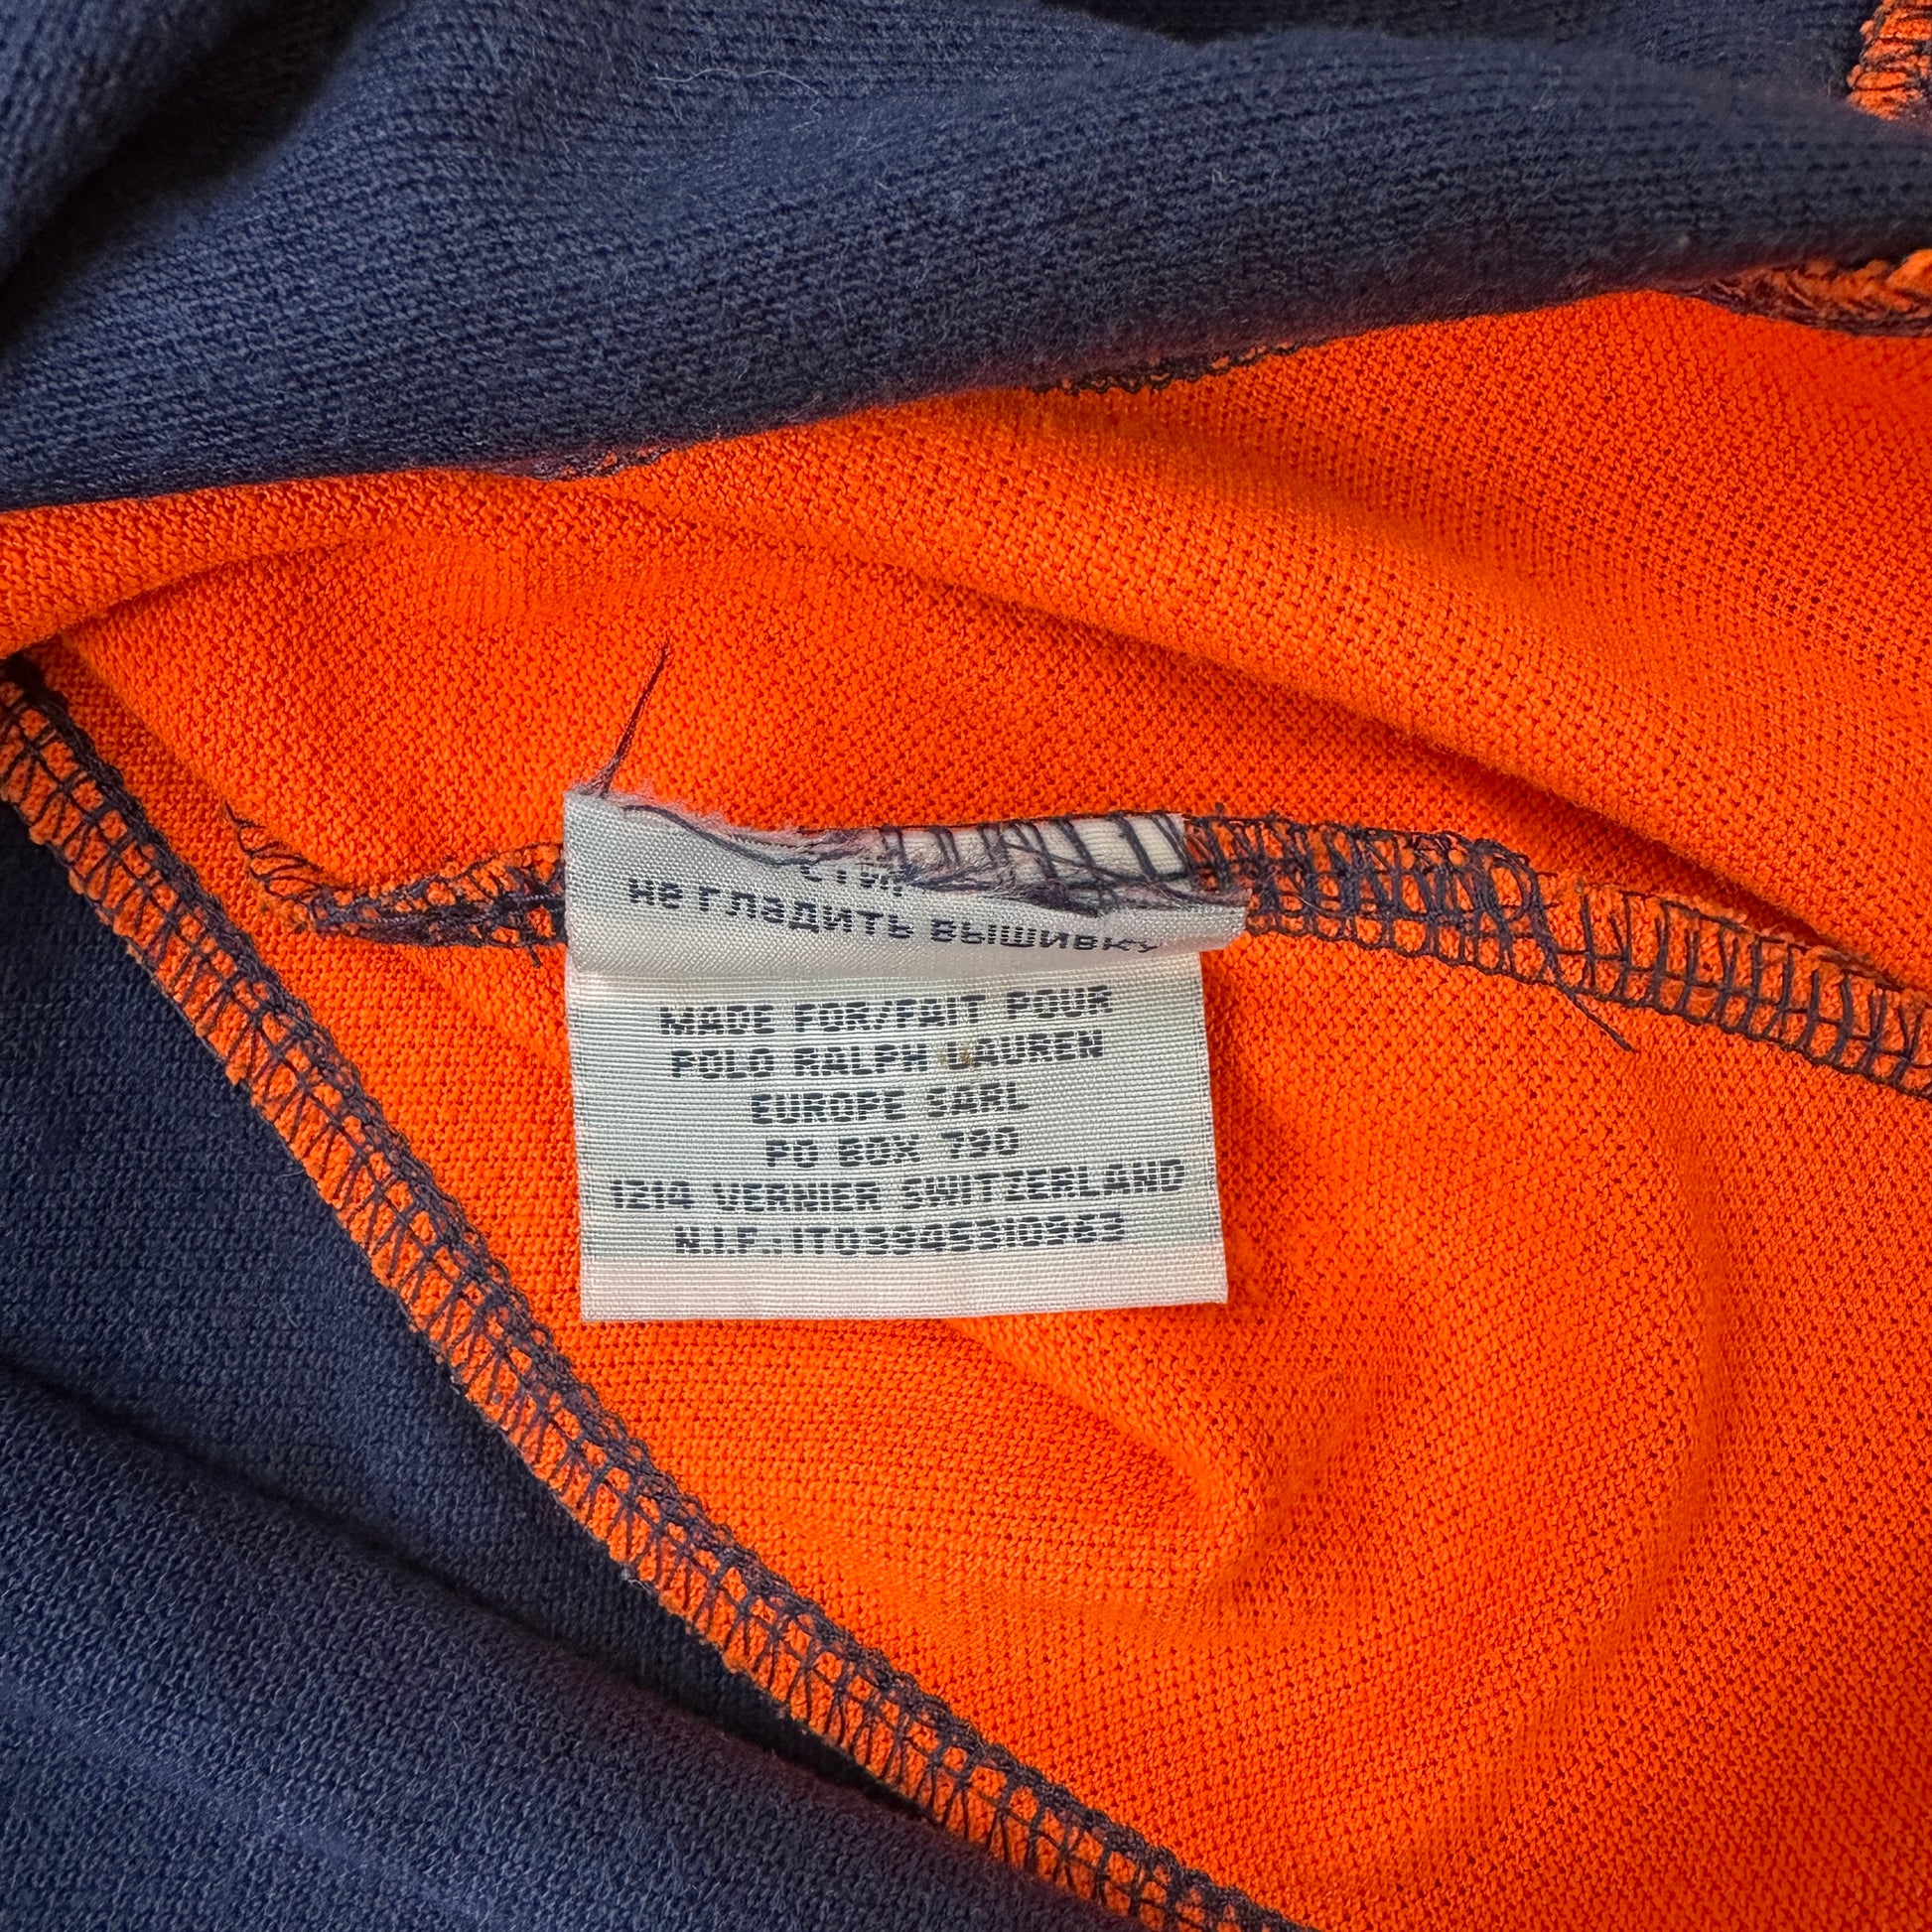 не гладить вышивку
MADE FOR/FAIT POUR
POLO RALPH LAUREN
EUROPE SARL
PO BOX 790
1214 VERNIER SWITZERLAND
N.I.F.:IT03945310963